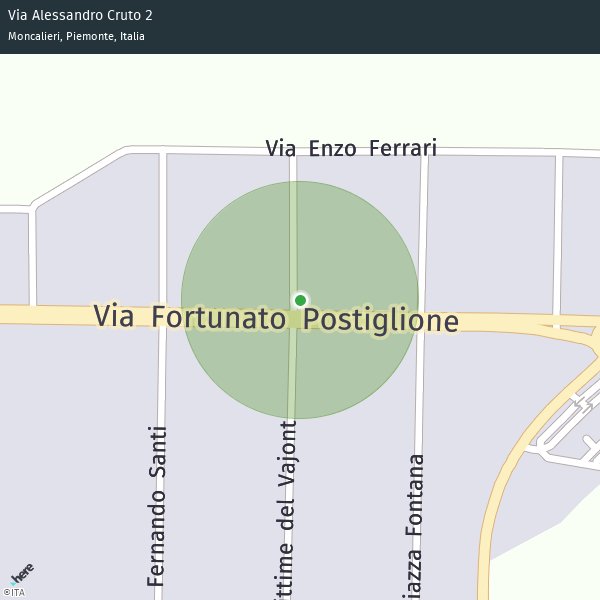 Via Alessandro Cruto 2
Moncalieri, Piemonte, Italia
Via Enzo Ferrari
Via Fortunato Postiglione
Fernando Santi
ittime del Vajont
iazza Fontana
here
©ITA